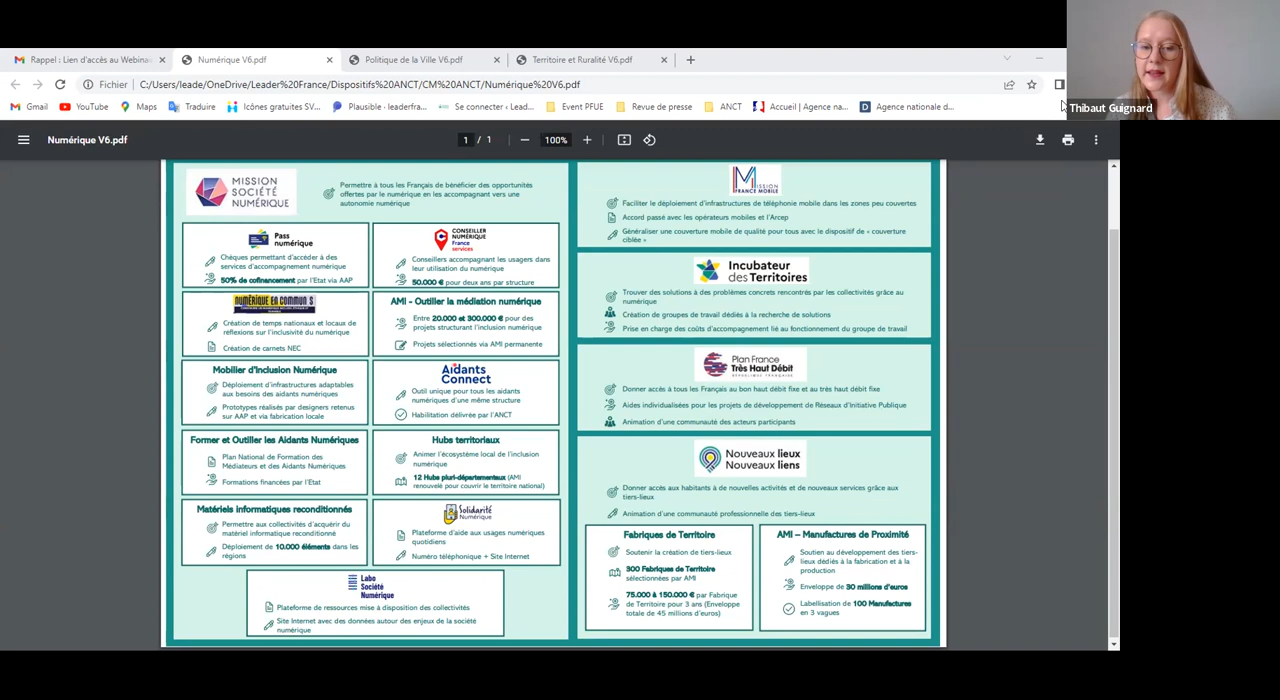 Rappel : Lien d'accès au Webina
Numérique V6.pdf
Politique de la Ville V6.pdf
Territoire et Ruralité V6.pdf
Fichier
C:/Users/leade/OneDrive/Leader%20France/Dispositifs%20ANCT/CM%20ANCT/Numérique%20V6.pdf
Gmail
YouTube
Maps
Traduire
Icônes gratuites SV...
Plausible · leaderfra...
Se connecter ‹ Lead...
Event PFUE
Revue de presse
ANCT
Accueil | Agence na...
Agence nationale d...
Thibaut Guignard
Numérique V6.pdf
1 / 1
100%
MISSION
SOCIÉTÉ
NUMÉRIQUE
Permettre à tous les Français de bénéficier des opportunités
offertes par le numérique en les accompagnant vers une
autonomie numérique
Pass
numérique
Chèques permettant d'accéder à des
services d'accompagnement numérique
50% de cofinancement par l'Etat via AAP
CONSEILLER
NUMÉRIQUE
France
services
Conseillers accompagnant les usagers dans
leur utilisation du numérique
50.000 € pour deux ans par structure
NUMÉRIQUE EN COMMUN S
Création de temps nationaux et locaux de
réflexions sur l'inclusivité du numérique
Création de carnets NEC
AMI - Outiller la médiation numérique
Entre 20.000 et 300.000 € pour des
projets structurant l'inclusion numérique
Projets sélectionnés via AMI permanente
Mobilier d'Inclusion Numérique
Déploiement d'infrastructures adaptables
aux besoins des aidants numériques
Prototypes réalisés par designers retenus
sur AAP et via fabrication locale
Aidants
Connect
Outil unique pour tous les aidants
numériques d'une même structure
Habilitation délivrée par l'ANCT
Former et Outiller les Aidants Numériques
Plan National de Formation des
Médiateurs et des Aidants Numériques
Formations financées par l'Etat
Hubs territoriaux
Animer l'écosystème local de l'inclusion
numérique
12 Hubs pluri-départementaux (AMI
renouvelé pour couvrir le territoire national)
Matériels informatiques reconditionnés
Permettre aux collectivités d'acquérir du
matériel informatique reconditionné
Déploiement de 10.000 éléments dans les
régions
Solidarité
Numérique
Plateforme d'aide aux usages numériques
quotidiens
Numéro téléphonique + Site Internet
Labo
Société
Numérique
Plateforme de ressources mise à disposition des collectivités
Site Internet avec des données autour des enjeux de la société
numérique
MISSION
FRANCE MOBILE
Faciliter le déploiement d'infrastructures de téléphonie mobile dans les zones peu couvertes
Accord passé avec les opérateurs mobiles et l'Arcep
Généraliser une couverture mobile de qualité pour tous avec le dispositif de « couverture
ciblée »
Incubateur
des Territoires
Trouver des solutions à des problèmes concrets rencontrés par les collectivités grâce au
numérique
Création de groupes de travail dédiés à la recherche de solutions
Prise en charge des coûts d'accompagnement lié au fonctionnement du groupe de travail
Plan France
Très Haut Débit
RÉPUBLIQUE FRANÇAISE
Donner accès à tous les Français au bon haut débit fixe et au très haut débit fixe
Aides individualisées pour les projets de développement de Réseaux d'Initiative Publique
Animation d'une communauté des acteurs participants
Nouveaux lieux
Nouveaux liens
Donner accès aux habitants à de nouvelles activités et de nouveaux services grâce aux
tiers-lieux
Animation d'une communauté professionnelle des tiers-lieux
Fabriques de Territoire
Soutenir la création de tiers-lieux
300 Fabriques de Territoire
sélectionnées par AMI
75.000 à 150.000 € par Fabrique
de Territoire pour 3 ans (Enveloppe
totale de 45 millions d'euros)
AMI – Manufactures de Proximité
Soutien au développement des tiers-
lieux dédiés à la fabrication et à la
production
Enveloppe de 30 millions d'euros
Labellisation de 100 Manufactures
en 3 vagues